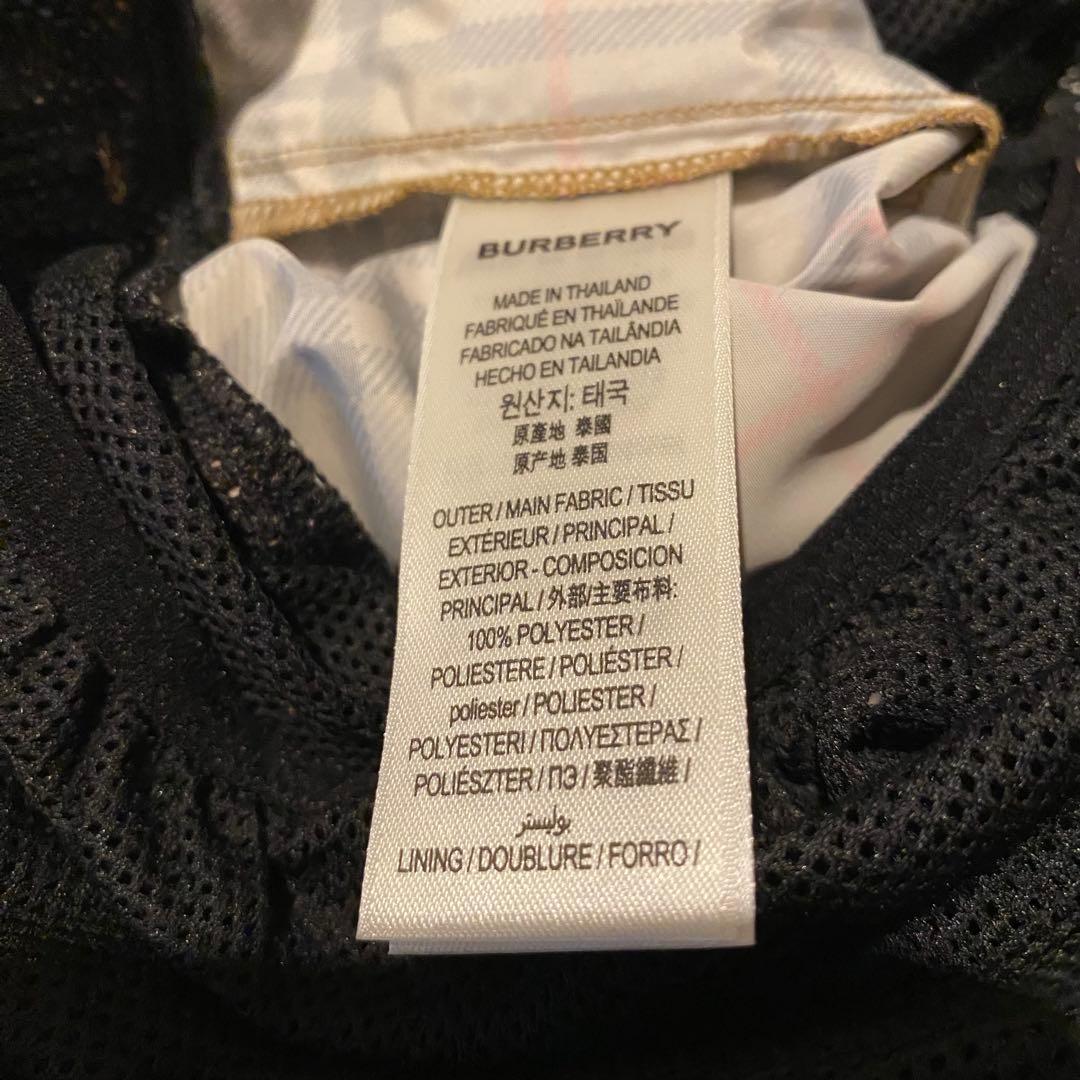 BURBERRY
MADE IN THAILAND
FABRIQUÉ EN THAÏLANDE
FABRICADO NA TAILÂNDIA
HECHO EN TAILANDIA
원산지: 태국
原產地 泰國
原产地 泰国
OUTER / MAIN FABRIC / TISSU
EXTÉRIEUR / PRINCIPAL /
EXTERIOR - COMPOSICION
PRINCIPAL / 外部/主要布料:
100% POLYESTER /
POLIESTERE / POLIÉSTER /
poliester / POLIESTER /
POLYESTERI / ΠΟΛΥΕΣΤΕΡΑΣ /
POLIÉSZTER / ПЭ / 聚酯纖維 /
بوليستر
LINING / DOUBLURE / FORRO /